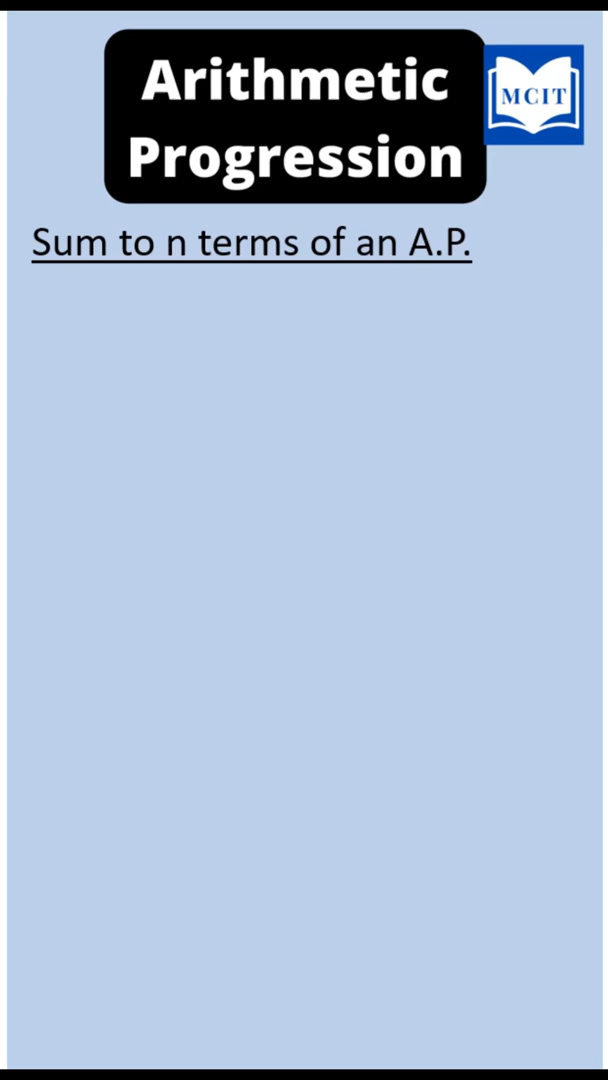 Arithmetic
Progression
MCIT
Sum to n terms of an A.P.